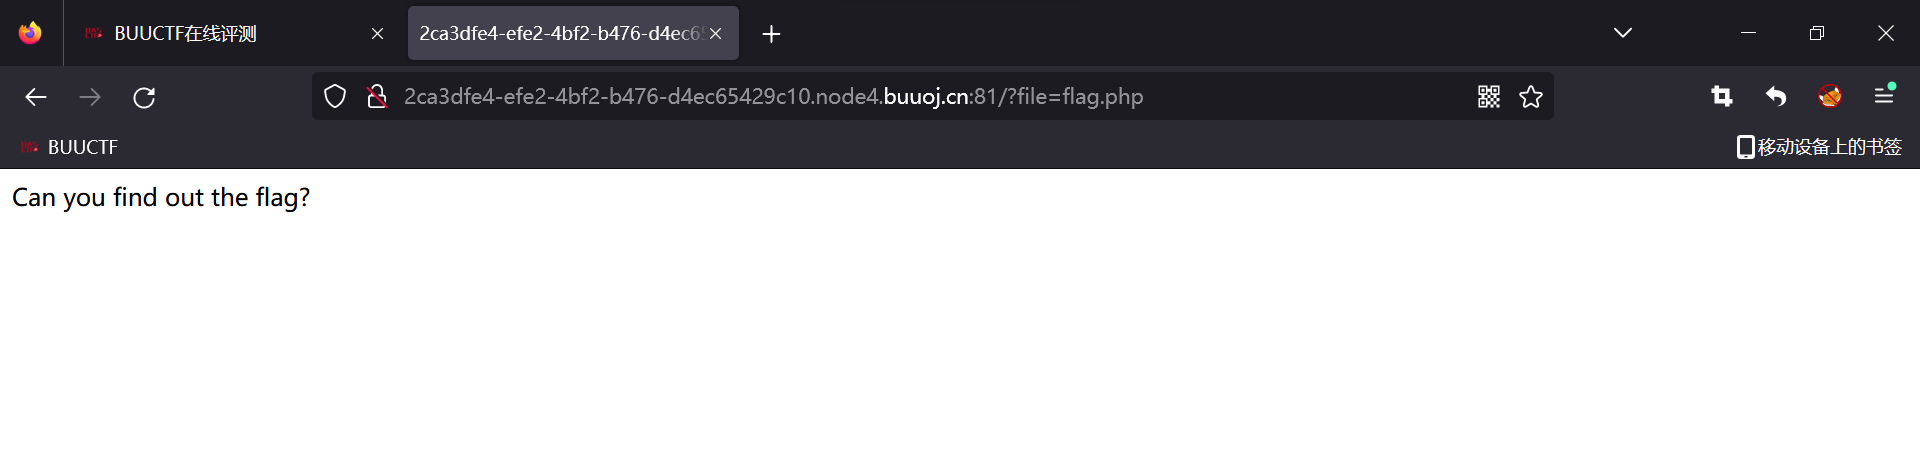 BUUCTF在线评测
2ca3dfe4-efe2-4bf2-b476-d4ec65
2ca3dfe4-efe2-4bf2-b476-d4ec65429c10.node4.buuoj.cn:81/?file=flag.php
BUUCTF
移动设备上的书签
Can you find out the flag?